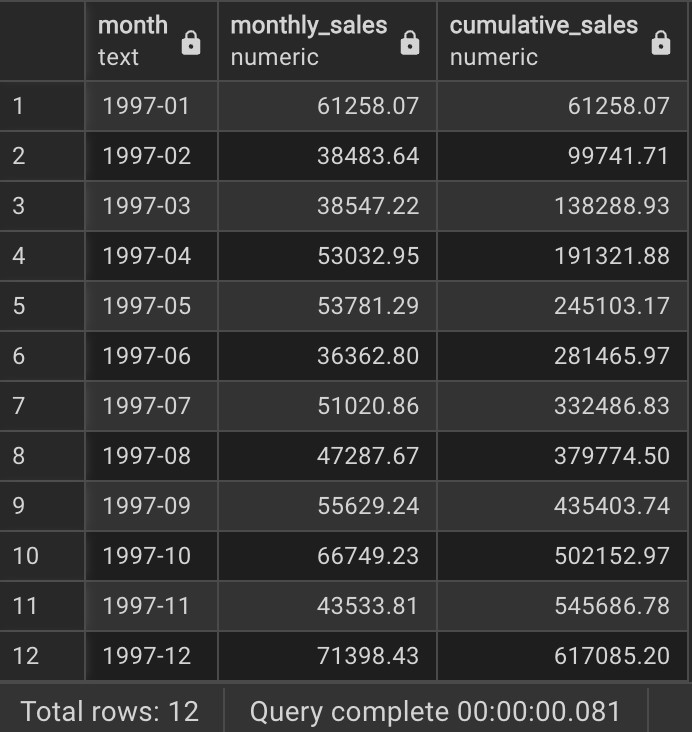 month monthly_sales cumulative_sales
text numeric numeric
1 1997-01 61258.07 61258.07
2 1997-02 38483.64 99741.71
3 1997-03 38547.22 138288.93
4 1997-04 53032.95 191321.88
5 1997-05 53781.29 245103.17
6 1997-06 36362.80 281465.97
7 1997-07 51020.86 332486.83
8 1997-08 47287.67 379774.50
9 1997-09 55629.24 435403.74
10 1997-10 66749.23 502152.97
11 1997-11 43533.81 545686.78
12 1997-12 71398.43 617085.20
Total rows: 12 Query complete 00:00:00.081